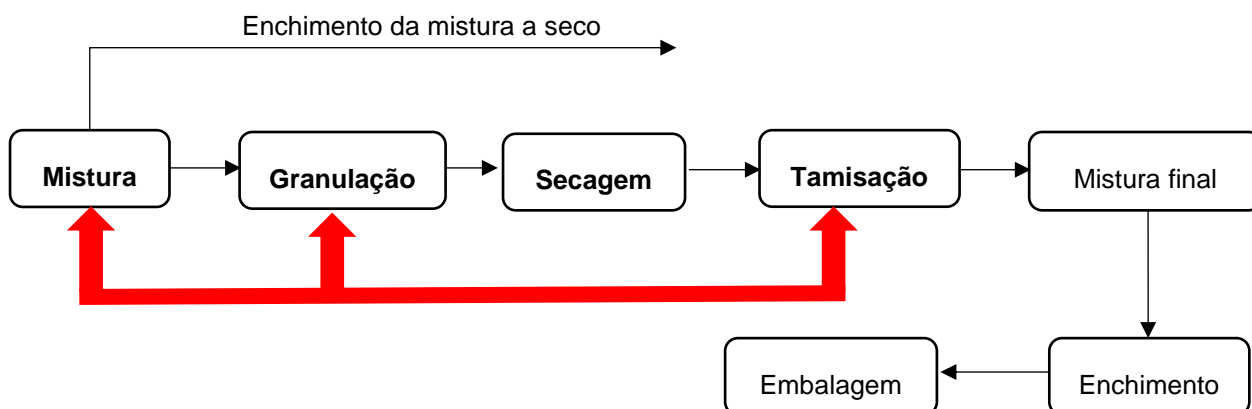 Enchimento da mistura a seco
Mistura
Granulação
Secagem
Tamisação
Mistura final
Embalagem
Enchimento